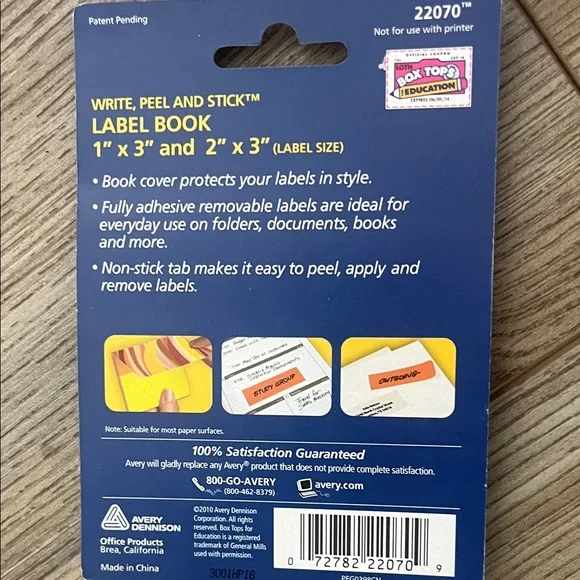 Patent Pending
22070™
Not for use with printer
OFFICIAL COUPON
BOX TOPS
EDUCATION
WRITE, PEEL AND STICK™
LABEL BOOK
1” x 3” and 2” x 3” (LABEL SIZE)
• Book cover protects your labels in style.
• Fully adhesive removable labels are ideal for
everyday use on folders, documents, books
and more.
• Non-stick tab makes it easy to peel, apply and
remove labels.
STUDY GROUP
OUTGOING
Note: Suitable for most paper surfaces.
100% Satisfaction Guaranteed
Avery will gladly replace any Avery® product that does not provide complete satisfaction.
800-GO-AVERY
(800-462-8379)
avery.com
AVERY
DENNISON
Office Products
Brea, California
Made in China
©2010 Avery Dennison
Corporation. All rights
reserved. Box Tops for
Education is a registered
trademark of General Mills
used with permission.
3001HP18
0 72782 22070 9